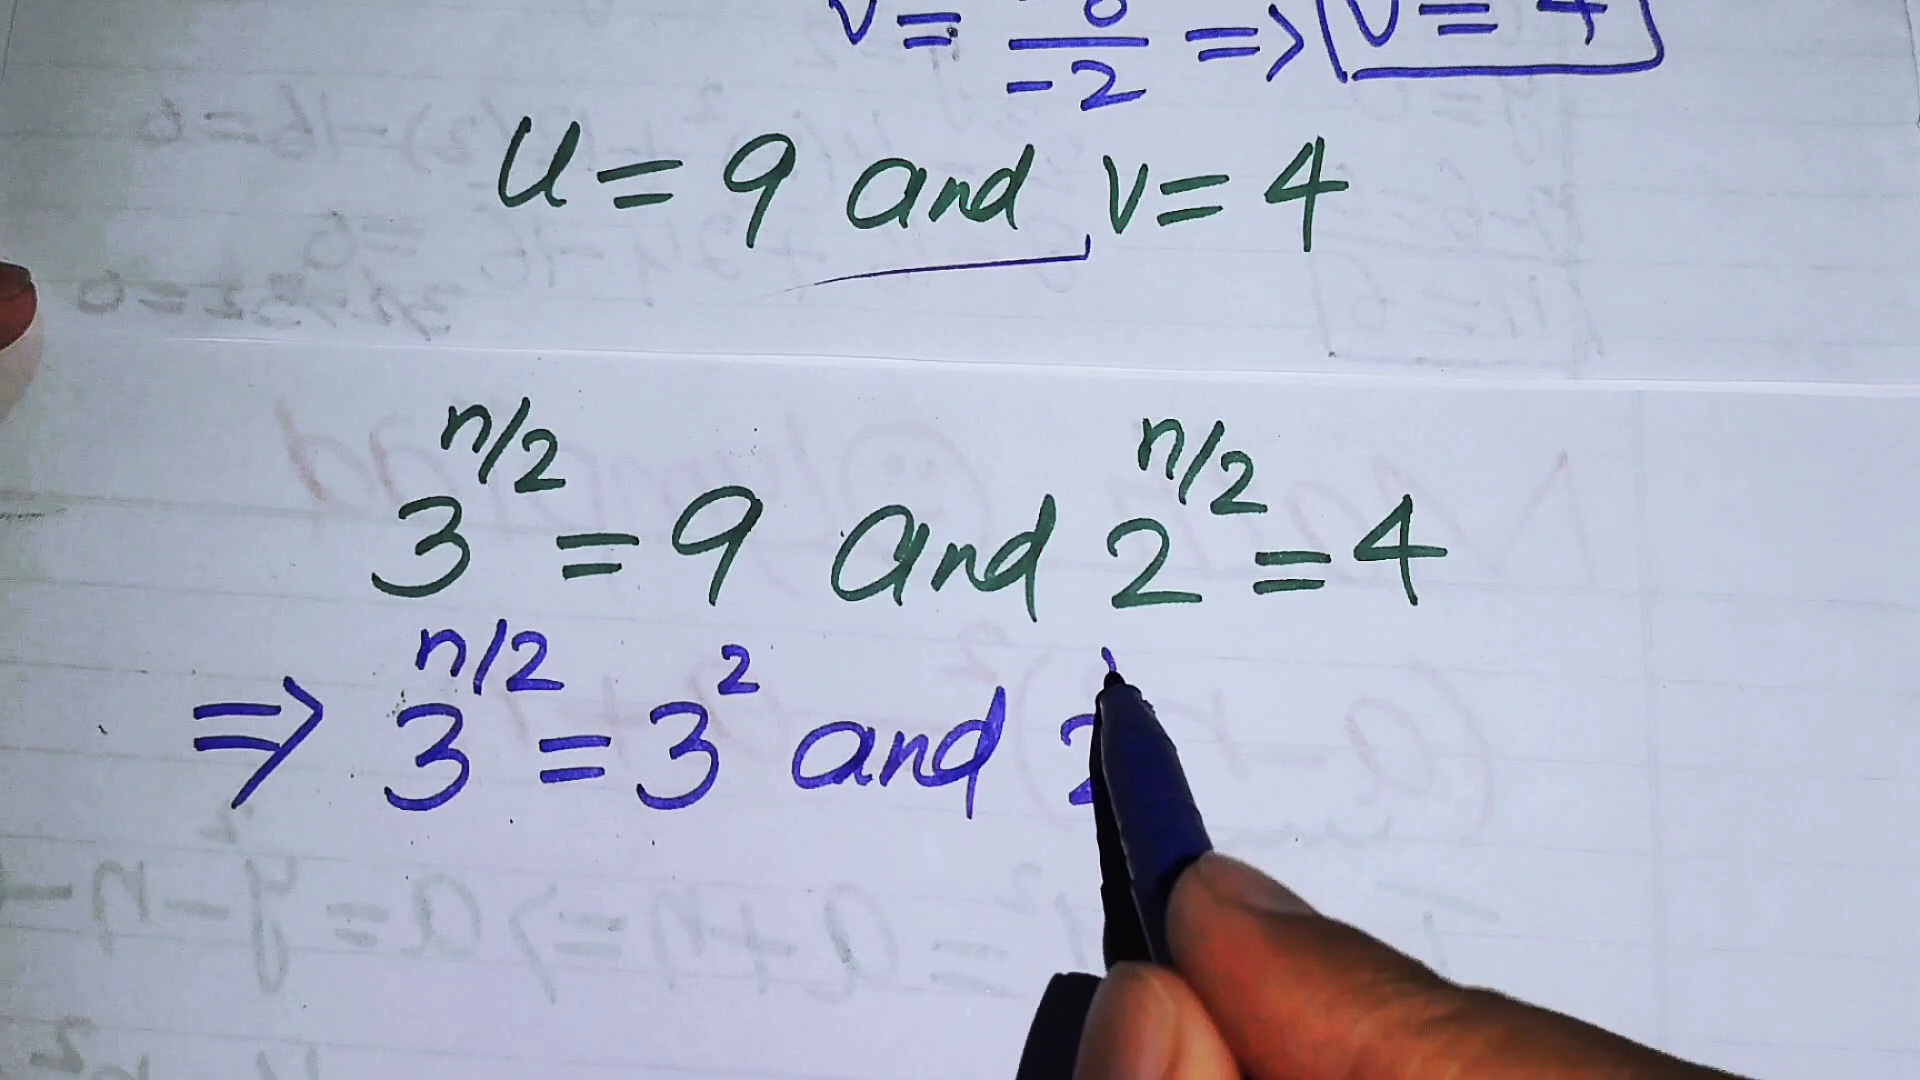 v = -8/-2 => v = 4
u = 9 and v = 4
3^{n/2} = 9 and 2^{n/2} = 4
=> 3^{n/2} = 3^2 and 2